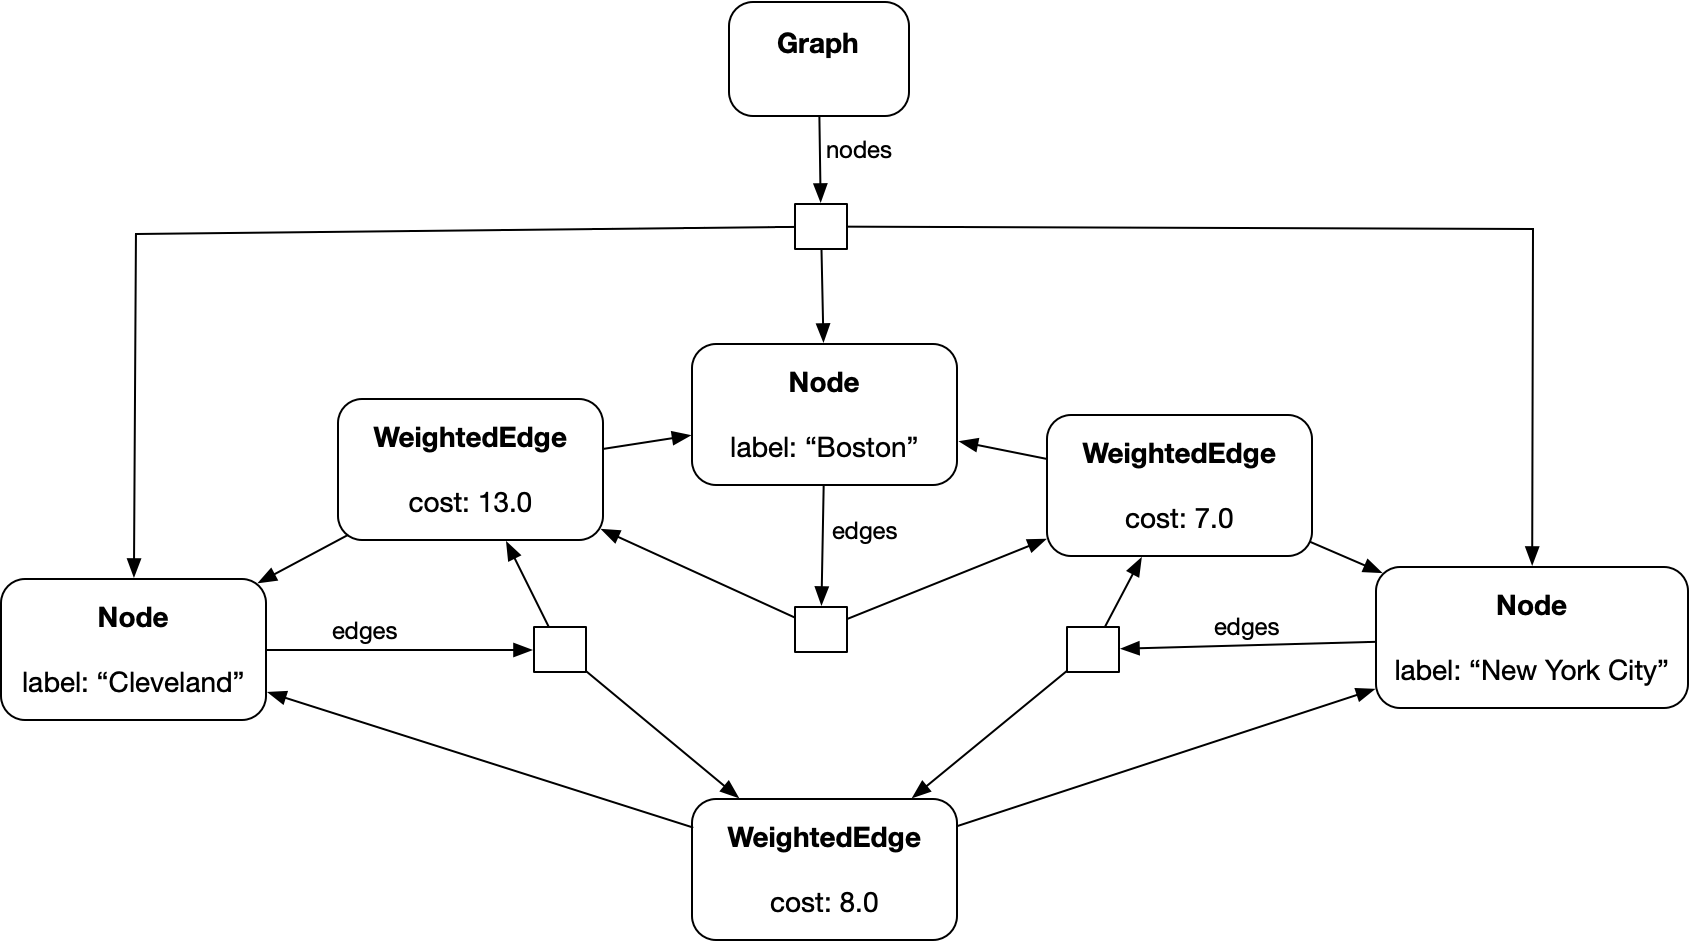 Graph
nodes
Node
label: “Boston”
WeightedEdge
cost: 13.0
WeightedEdge
cost: 7.0
edges
Node
label: “Cleveland”
edges
edges
Node
label: “New York City”
WeightedEdge
cost: 8.0